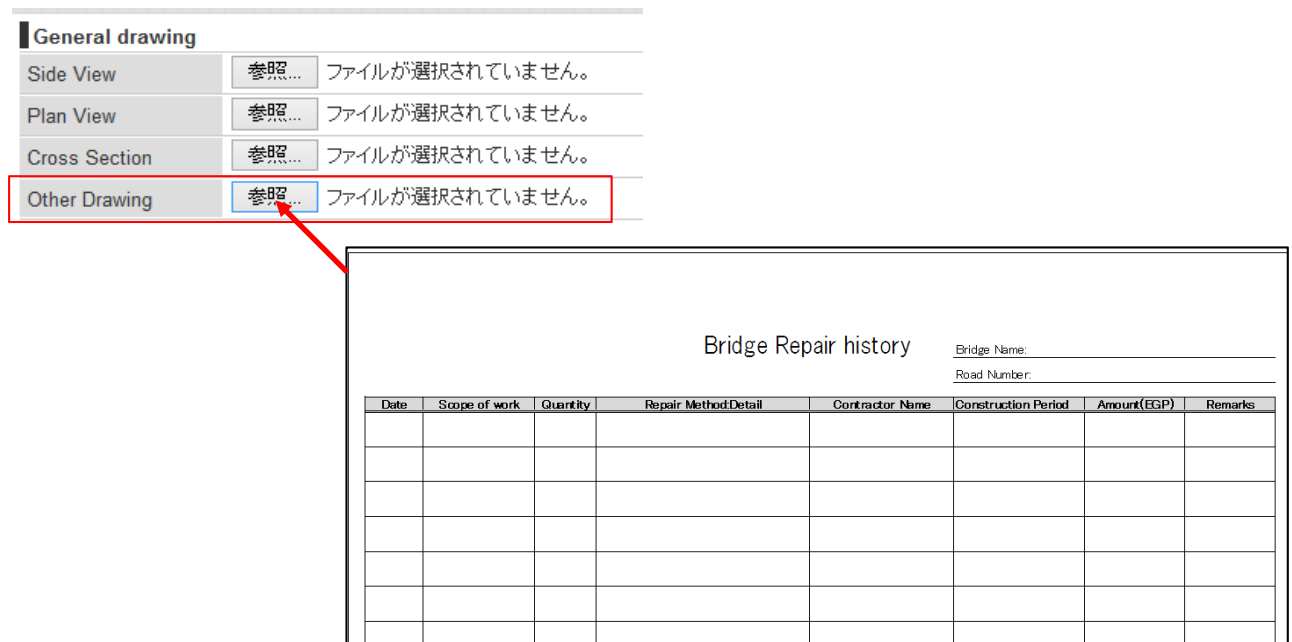 General drawing
Side View 参照... ファイルが選択されていません。
Plan View 参照... ファイルが選択されていません。
Cross Section 参照... ファイルが選択されていません。
Other Drawing 参照... ファイルが選択されていません。
Bridge Repair history
Bridge Name:
Road Number:
Date Scope of work Quantity Repair Method:Detail Contractor Name Construction Period Amount(EGP) Remarks